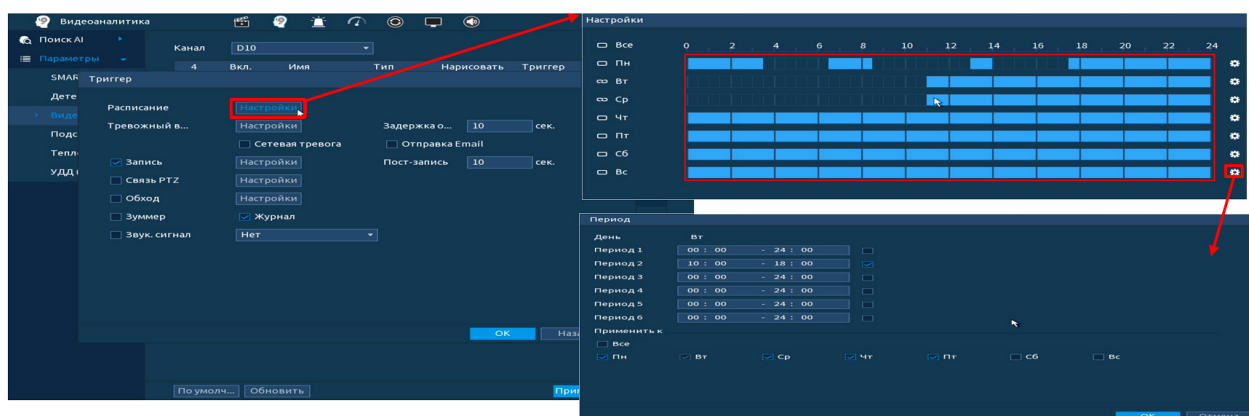 Видеоаналитика
Поиск AI
Параметры
SMAR
Дете
Виде
Подс
Тепл
УДД
Канал D10
4 Вкл. Имя Тип Нарисовать Триггер
Триггер
Расписание Настройки
Тревожный в... Настройки Задержка о... 10 сек.
Сетевая тревога Отправка Email
Запись Настройки Пост-запись 10 сек.
Связь PTZ Настройки
Обход Настройки
Зуммер Журнал
Звук. сигнал Нет
OK Наза
По умолч... Обновить При
Настройки
Все 0 2 4 6 8 10 12 14 16 18 20 22 24
Пн
Вт
Ср
Чт
Пт
Сб
Вс
Период
День Вт
Период 1 00 : 00 - 24 : 00
Период 2 10 : 00 - 18 : 00
Период 3 00 : 00 - 24 : 00
Период 4 00 : 00 - 24 : 00
Период 5 00 : 00 - 24 : 00
Период 6 00 : 00 - 24 : 00
Применить к
Все
Пн Вт Ср Чт Пт Сб Вс
OK Отмена